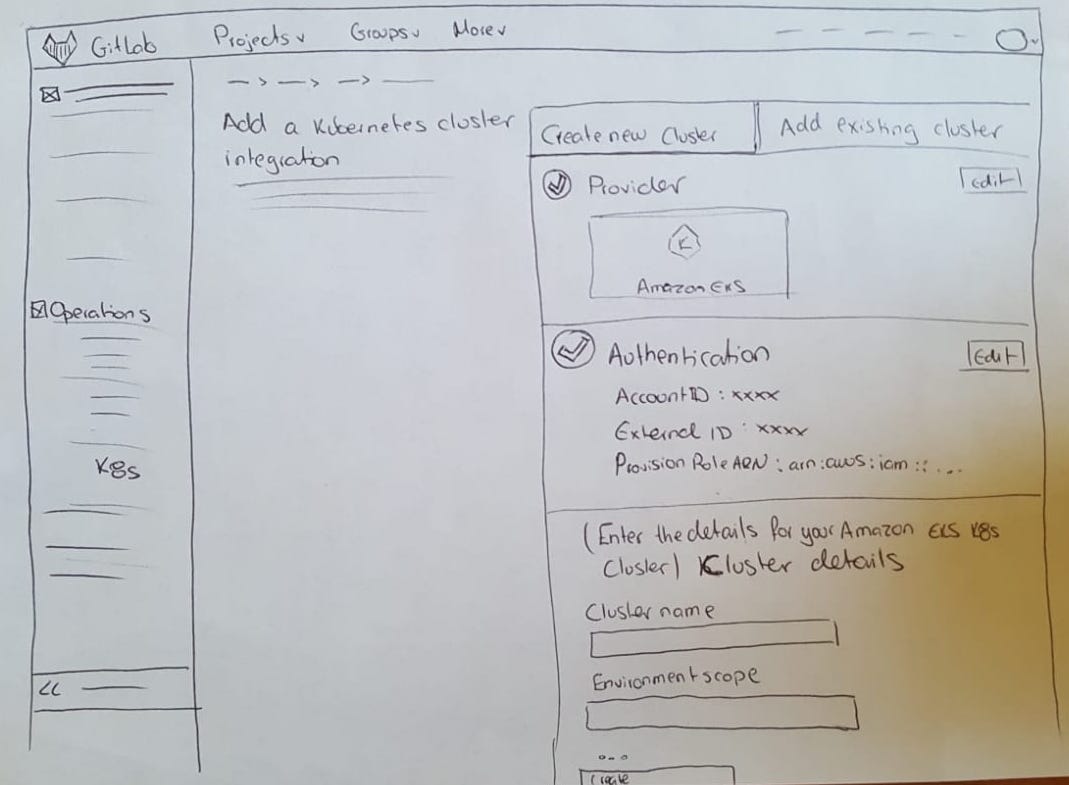 GitLab
Projects
Groups
More
Add a Kubernetes cluster
integration
Operations
K8s
<<
Create new Cluster
Add existing cluster
Provider
Edit
K
Amazon EKS
Authentication
Edit
Account ID : xxxx
External ID : xxxx
Provision Role ARN : arn:aws:iam :: ...
(Enter the details for your Amazon EKS K8s
Cluster) Cluster details
Cluster name
Environment scope
...
Create